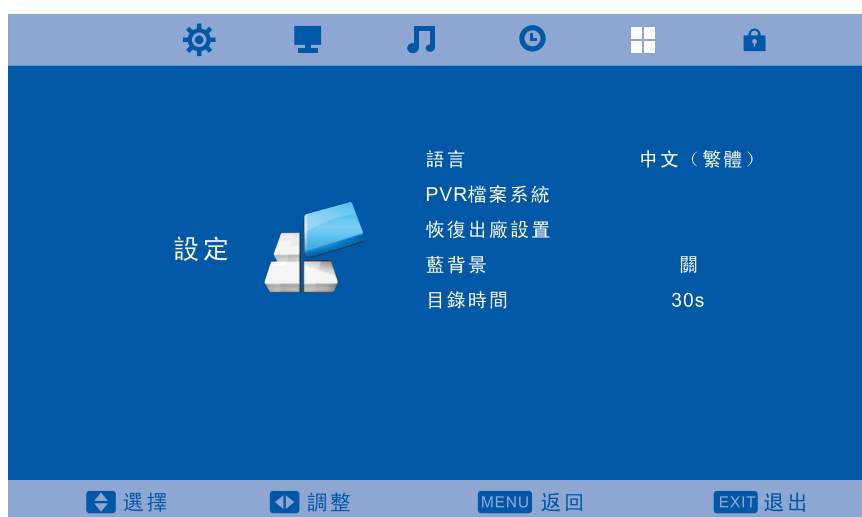 語言 中文（繁體）
PVR檔案系統
恢復出廠設置
設定
藍背景 關
目錄時間 30s
選擇 調整 MENU 返回 EXIT 退出